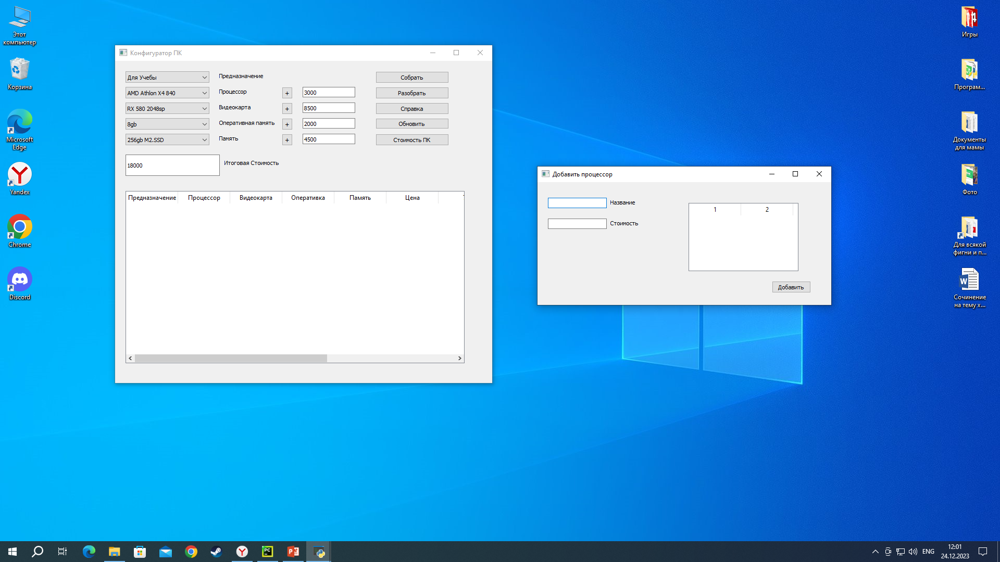 Этот
компьютер
Корзина
Microsoft
Edge
Yandex
Chrome
Discord
Конфигуратор ПК
Для Учебы
Предназначение
Собрать
AMD Athlon X4 840
Процессор
+
3000
Разобрать
RX 580 2048sp
Видеокарта
+
8500
Справка
8gb
Оперативная память
+
2000
Обновить
256gb M2.SSD
Память
+
4500
Стоимость ПК
18000
Итоговая Стоимость
Предназначение Процессор Видеокарта Оперативка Память Цена
Добавить процессор
Название
Стоимость
1 2
Добавить
Игры
Програм...
Документы
для мамы
Фото
Для всякой
фигни и п...
Сочинение
на тему х...
ENG
12:01
24.12.2023